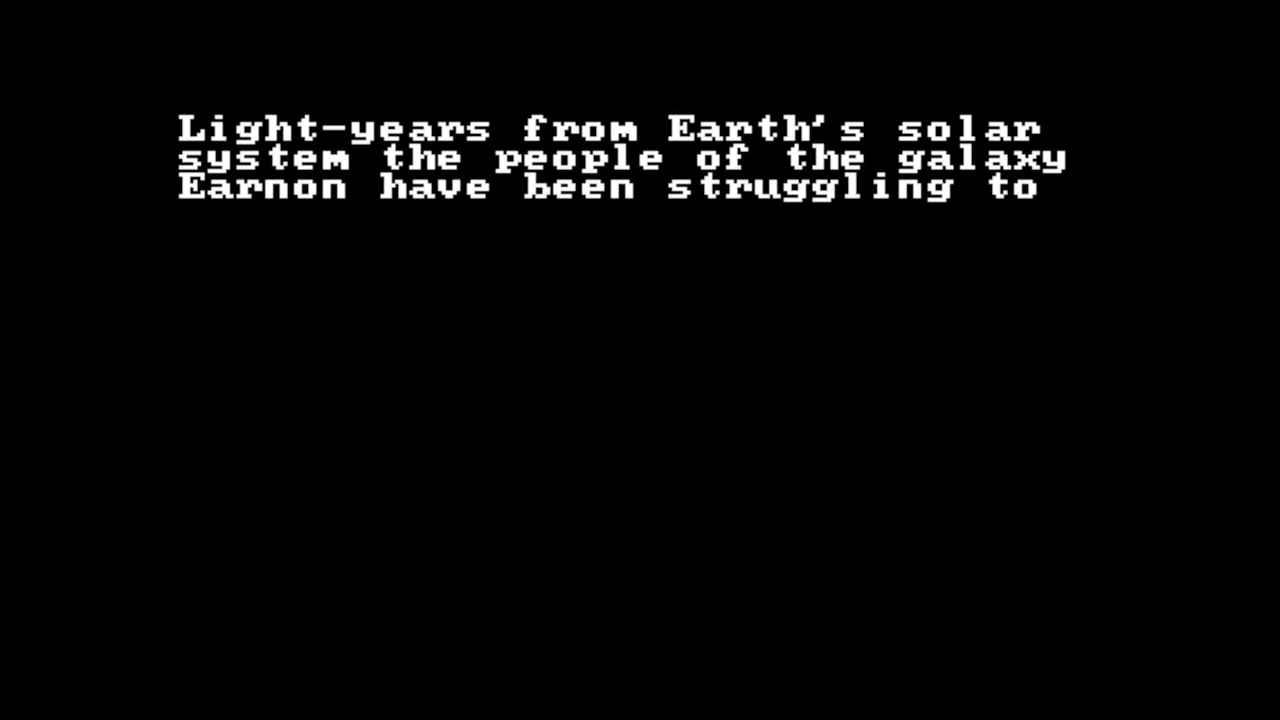 Light-years from Earth's solar
system the people of the galaxy
Earnon have been struggling to